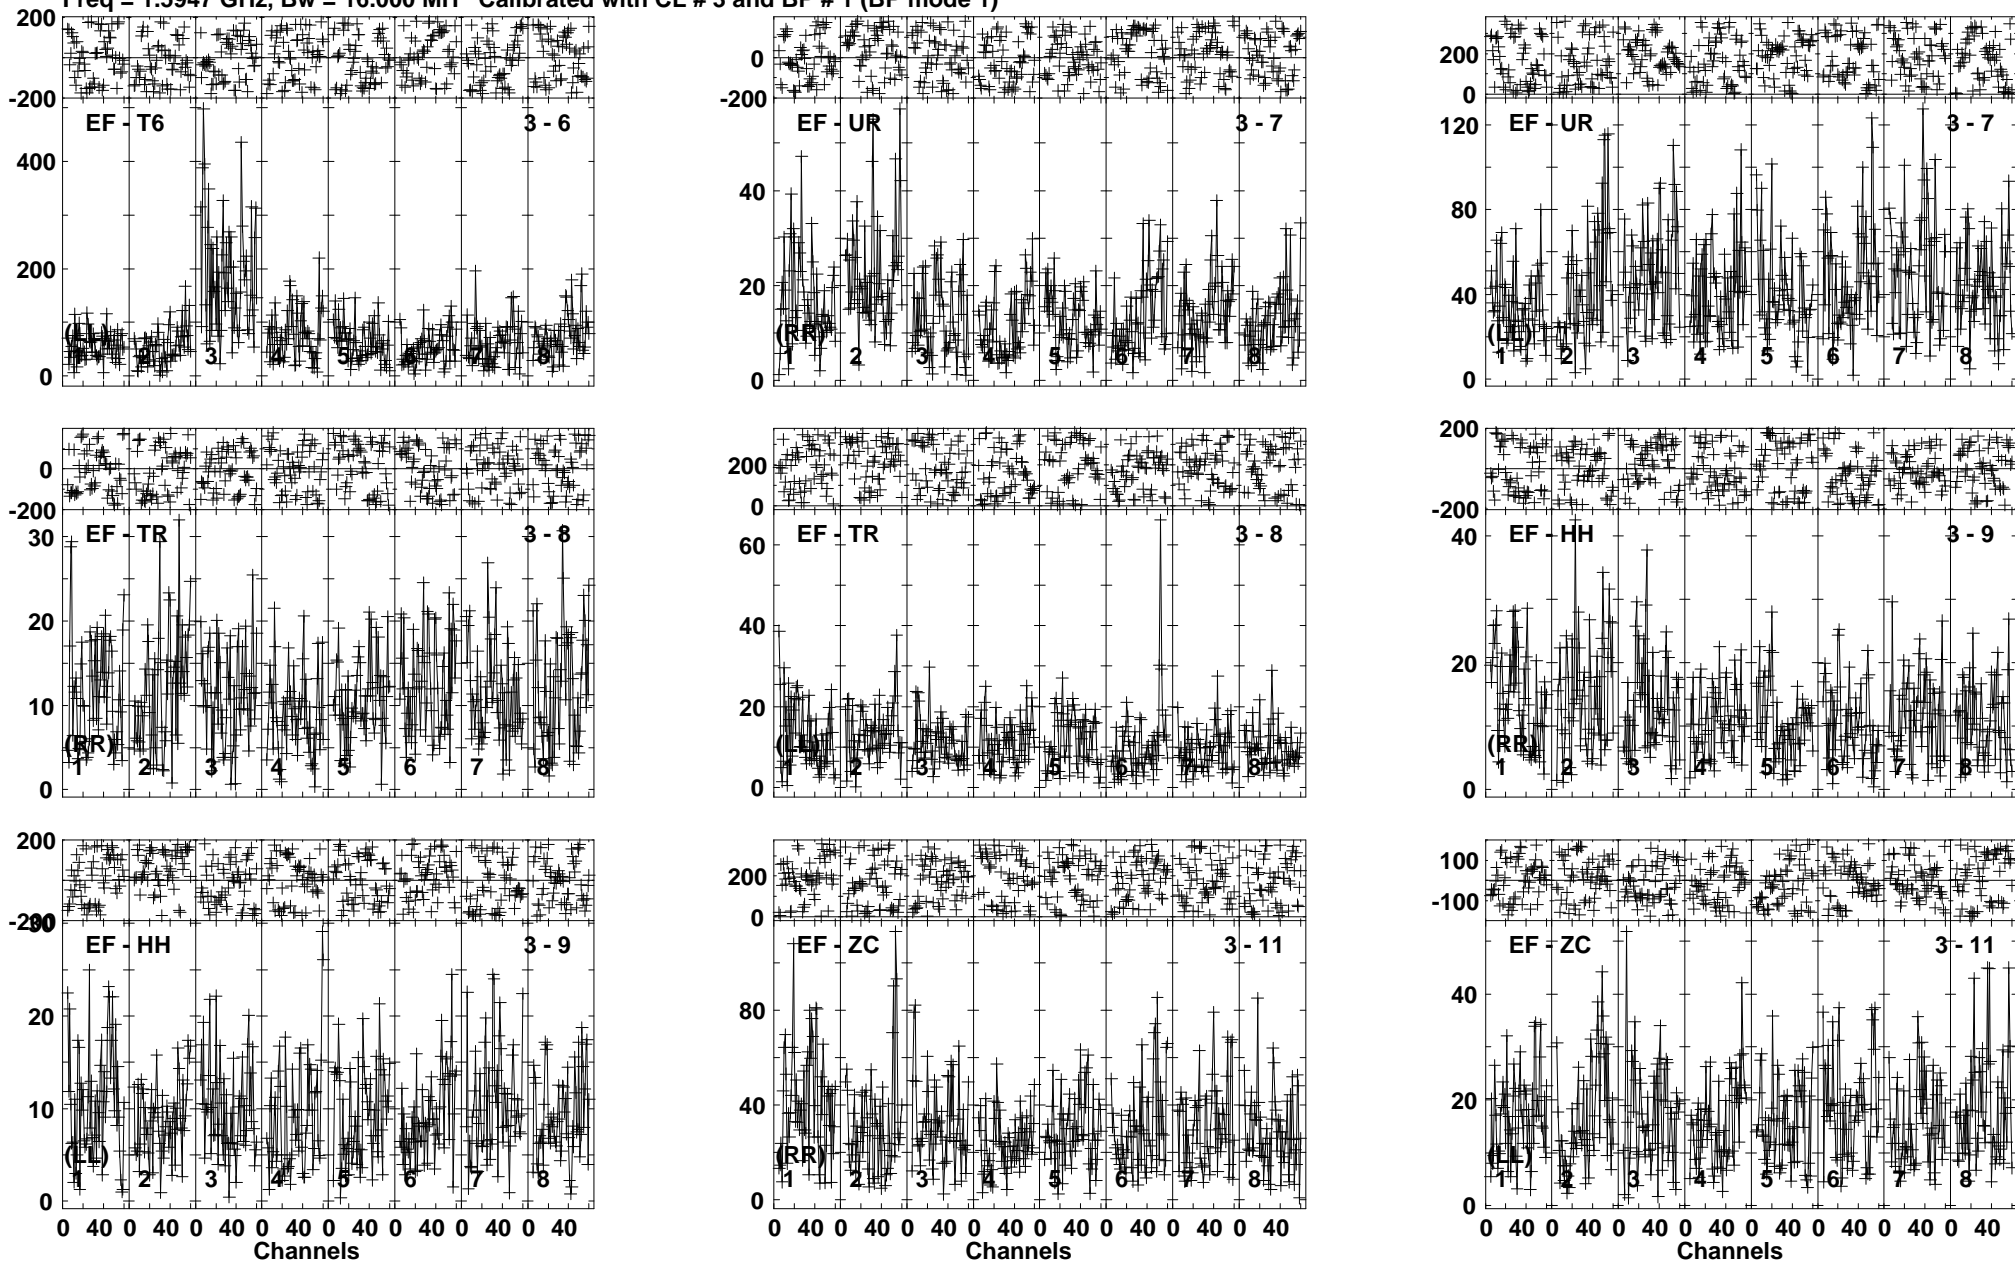 Freq = 1.5947 GHz, Bw = 16.000 MH Calibrated with CL # 3 and BP # 1 (BP mode 1)
200 0 -200
0 -200
200 0
EF - T6 3 - 6
EF - UR 3 - 7
EF - UR 3 - 7
400 200 0
40 20 0
120 80 40 0
(LL) 1 2 3 4 5 6 7 8
(RR) 1 2 3 4 5 6 7 8
(LL) 1 2 3 4 5 6 7 8
0 -200
200 0
200 -200
EF - TR 3 - 8
EF - TR 3 - 8
EF - HH 3 - 9
30 20 10 0
60 40 20 0
40 20 0
(RR) 1 2 3 4 5 6 7 8
(LL) 1 2 3 4 5 6 7 8
(RR) 1 2 3 4 5 6 7 8
200 -200
200 0
100 -100
EF - HH 3 - 9
EF - ZC 3 - 11
EF - ZC 3 - 11
30 20 10 0
80 40 0
40 20 0
(LL) 1 2 3 4 5 6 7 8
(RR) 1 2 3 4 5 6 7 8
(LL) 1 2 3 4 5 6 7 8
0 40 0 40 0 40 0 40 0 40 0 40 0 40 0 40
0 40 0 40 0 40 0 40 0 40 0 40 0 40 0 40
0 40 0 40 0 40 0 40 0 40 0 40 0 40 0 40
Channels
Channels